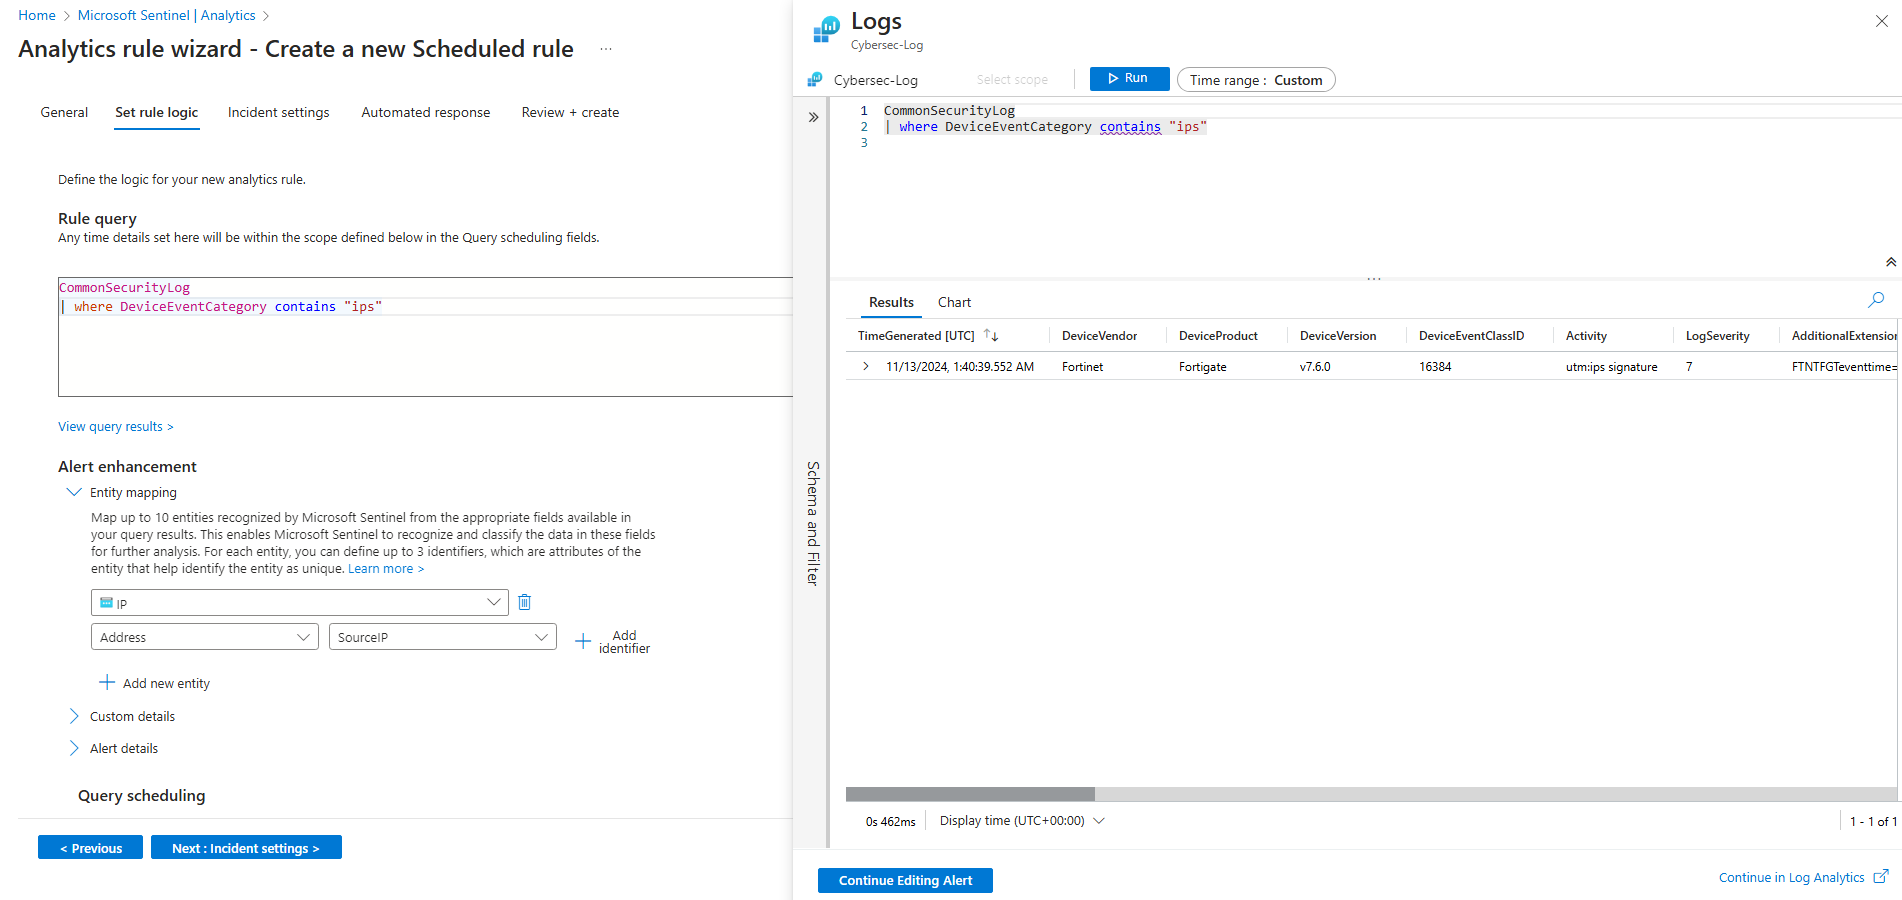 Home > Microsoft Sentinel | Analytics >
Analytics rule wizard - Create a new Scheduled rule ...
General Set rule logic Incident settings Automated response Review + create
Define the logic for your new analytics rule.
Rule query
Any time details set here will be within the scope defined below in the Query scheduling fields.
CommonSecurityLog
| where DeviceEventCategory contains "ips"
View query results >
Alert enhancement
Entity mapping
Map up to 10 entities recognized by Microsoft Sentinel from the appropriate fields available in
your query results. This enables Microsoft Sentinel to recognize and classify the data in these fields
for further analysis. For each entity, you can define up to 3 identifiers, which are attributes of the
entity that help identify the entity as unique. Learn more >
IP
Address SourceIP Add
identifier
Add new entity
Custom details
Alert details
Query scheduling
< Previous Next : Incident settings >
Logs
Cybersec-Log
Cybersec-Log Select scope Run Time range : Custom
1 CommonSecurityLog
2 | where DeviceEventCategory contains "ips"
3
Schema and Filter
Results Chart
TimeGenerated [UTC] DeviceVendor DeviceProduct DeviceVersion DeviceEventClassID Activity LogSeverity AdditionalExtension
11/13/2024, 1:40:39.552 AM Fortinet Fortigate v7.6.0 16384 utm:ips signature 7 FTNTFGTeventtime=
0s 462ms Display time (UTC+00:00) 1 - 1 of 1
Continue Editing Alert Continue in Log Analytics